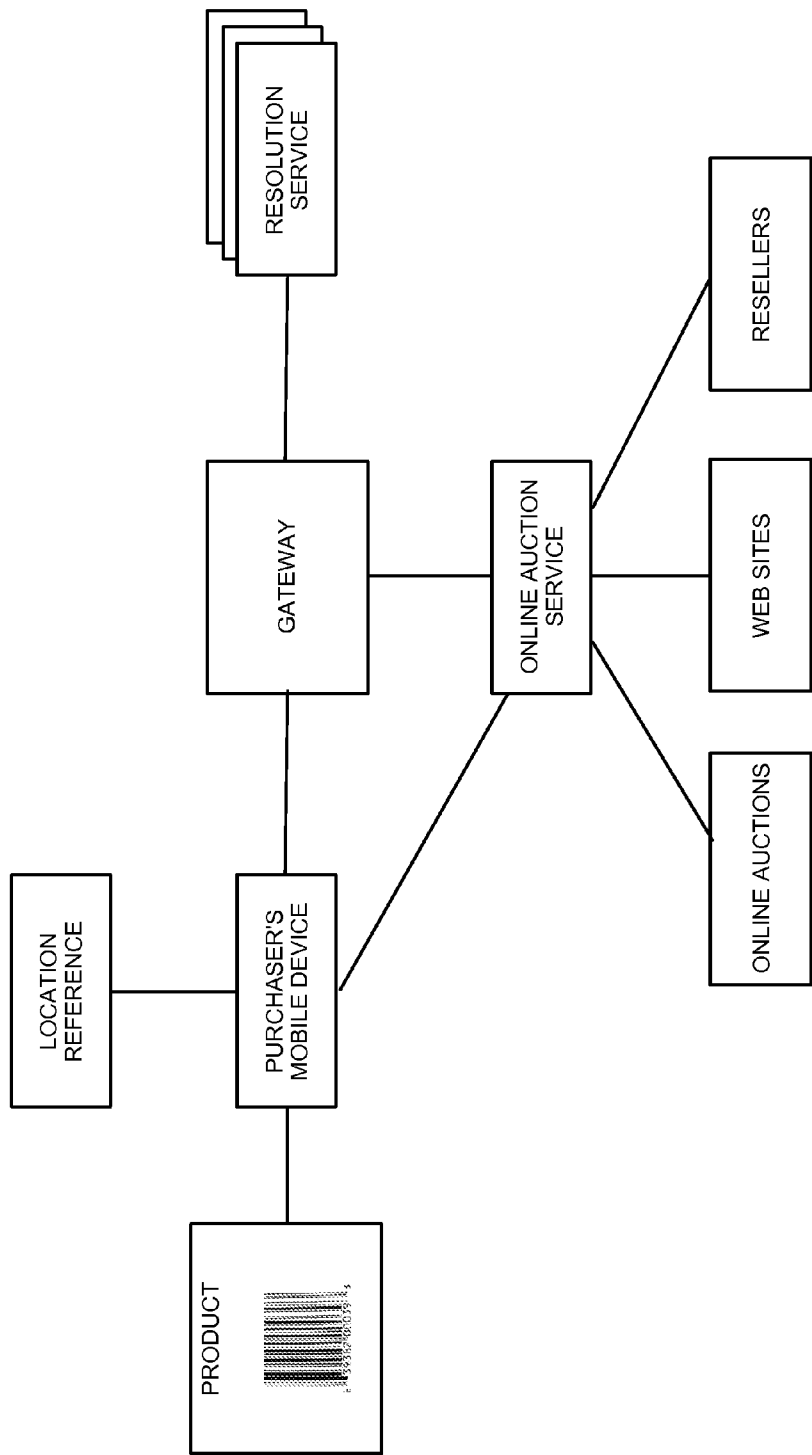 LOCATION
REFERENCE
PRODUCT
PURCHASER'S
MOBILE DEVICE
GATEWAY
RESOLUTION
SERVICE
ONLINE AUCTION
SERVICE
ONLINE AUCTIONS
WEB SITES
RESELLERS